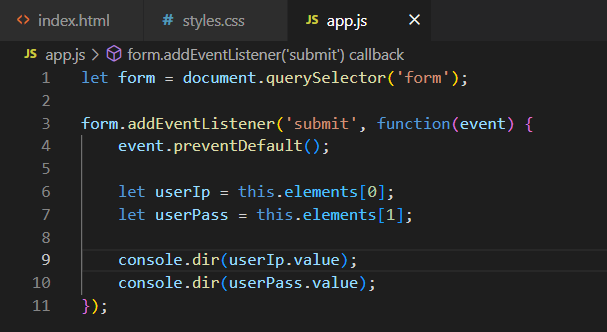 index.html styles.css app.js
app.js form.addEventListener('submit') callback
1 let form = document.querySelector('form');
2
3 form.addEventListener('submit', function(event) {
4 event.preventDefault();
5
6 let userIp = this.elements[0];
7 let userPass = this.elements[1];
8
9 console.dir(userIp.value);
10 console.dir(userPass.value);
11 });